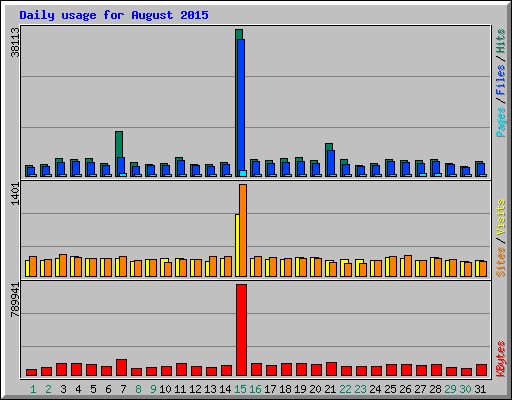 Daily usage for August 2015
38113
Pages / Files / Hits
1401
Sites / Visits
789941
KBytes
1 2 3 4 5 6 7 8 9 10 11 12 13 14 15 16 17 18 19 20 21 22 23 24 25 26 27 28 29 30 31